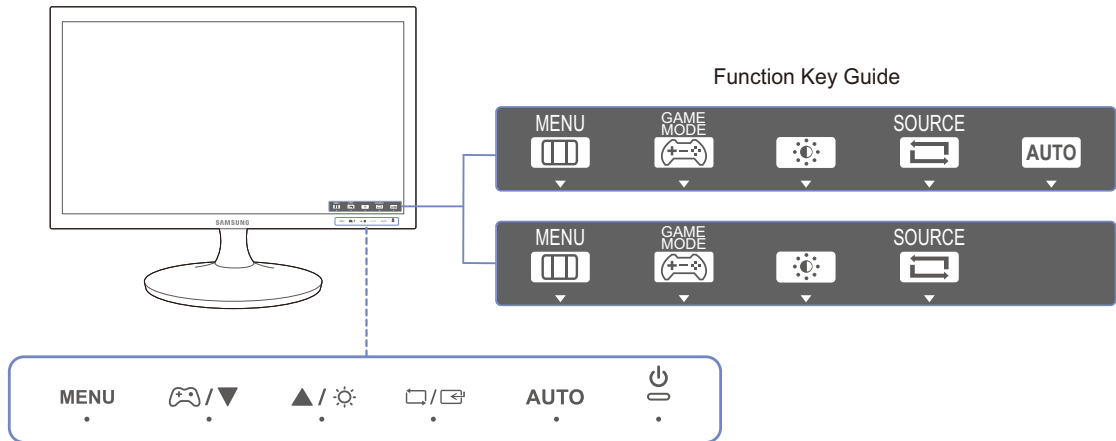 Function Key Guide
MENU
GAME
MODE
SOURCE
AUTO
SAMSUNG
MENU
GAME
MODE
SOURCE
MENU
/
/
/
AUTO